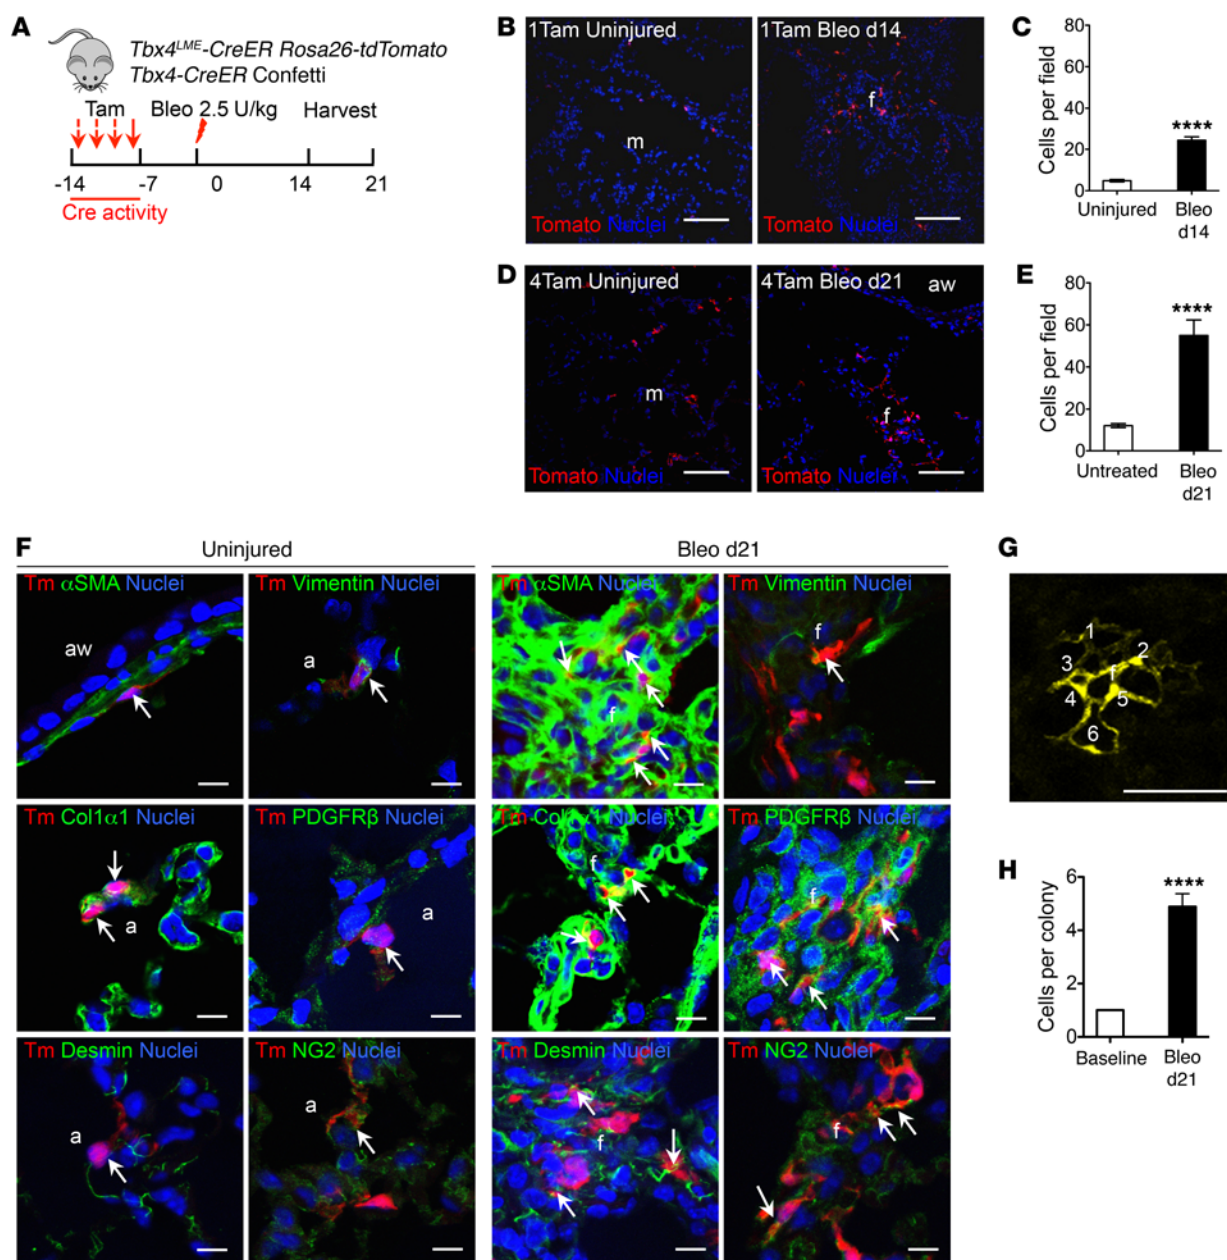 A
Tbx4LME-CreER Rosa26-tdTomato
Tbx4-CreER Confetti
Tam Bleo 2.5 U/kg Harvest
-14 -7 0 14 21
Cre activity
B
1Tam Uninjured
m
Tomato Nuclei
1Tam Bleo d14
f
Tomato Nuclei
C
Cells per field
80
60
40
20
0
****
Uninjured Bleo
d14
D
4Tam Uninjured
m
Tomato Nuclei
4Tam Bleo d21
aw
f
Tomato Nuclei
E
Cells per field
80
60
40
20
0
****
Untreated Bleo
d21
F
Uninjured
Bleo d21
Tm αSMA Nuclei
aw
Tm Vimentin Nuclei
a
Tm αSMA Nuclei
f
Tm Vimentin Nuclei
f
Tm Col1α1 Nuclei
a
Tm PDGFRβ Nuclei
a
Tm Col1α1 Nuclei
f
Tm PDGFRβ Nuclei
f
Tm Desmin Nuclei
a
Tm NG2 Nuclei
a
Tm Desmin Nuclei
f
Tm NG2 Nuclei
f
G
1
2
3
f
4
5
6
H
Cells per colony
6
4
2
0
****
Baseline Bleo
d21